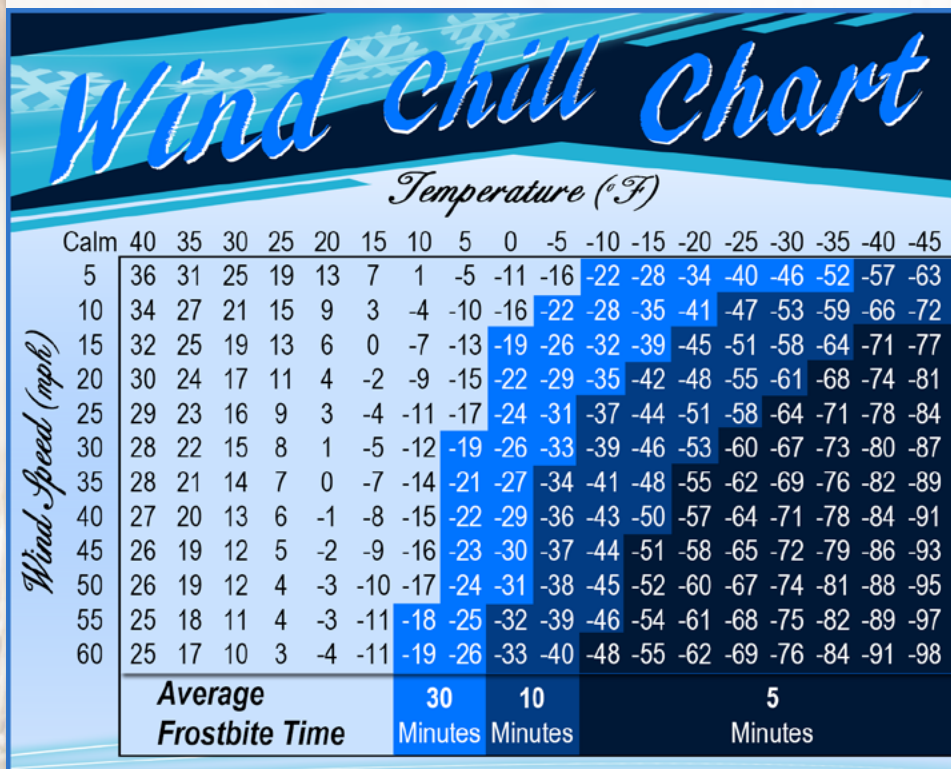 Wind Chill Chart
Temperature (°F)
Calm 40 35 30 25 20 15 10 5 0 -5 -10 -15 -20 -25 -30 -35 -40 -45
Wind Speed (mph)
5 36 31 25 19 13 7 1 -5 -11 -16 -22 -28 -34 -40 -46 -52 -57 -63
10 34 27 21 15 9 3 -4 -10 -16 -22 -28 -35 -41 -47 -53 -59 -66 -72
15 32 25 19 13 6 0 -7 -13 -19 -26 -32 -39 -45 -51 -58 -64 -71 -77
20 30 24 17 11 4 -2 -9 -15 -22 -29 -35 -42 -48 -55 -61 -68 -74 -81
25 29 23 16 9 3 -4 -11 -17 -24 -31 -37 -44 -51 -58 -64 -71 -78 -84
30 28 22 15 8 1 -5 -12 -19 -26 -33 -39 -46 -53 -60 -67 -73 -80 -87
35 28 21 14 7 0 -7 -14 -21 -27 -34 -41 -48 -55 -62 -69 -76 -82 -89
40 27 20 13 6 -1 -8 -15 -22 -29 -36 -43 -50 -57 -64 -71 -78 -84 -91
45 26 19 12 5 -2 -9 -16 -23 -30 -37 -44 -51 -58 -65 -72 -79 -86 -93
50 26 19 12 4 -3 -10 -17 -24 -31 -38 -45 -52 -60 -67 -74 -81 -88 -95
55 25 18 11 4 -3 -11 -18 -25 -32 -39 -46 -54 -61 -68 -75 -82 -89 -97
60 25 17 10 3 -4 -11 -19 -26 -33 -40 -48 -55 -62 -69 -76 -84 -91 -98
Average 30 10 5
Frostbite Time Minutes Minutes Minutes